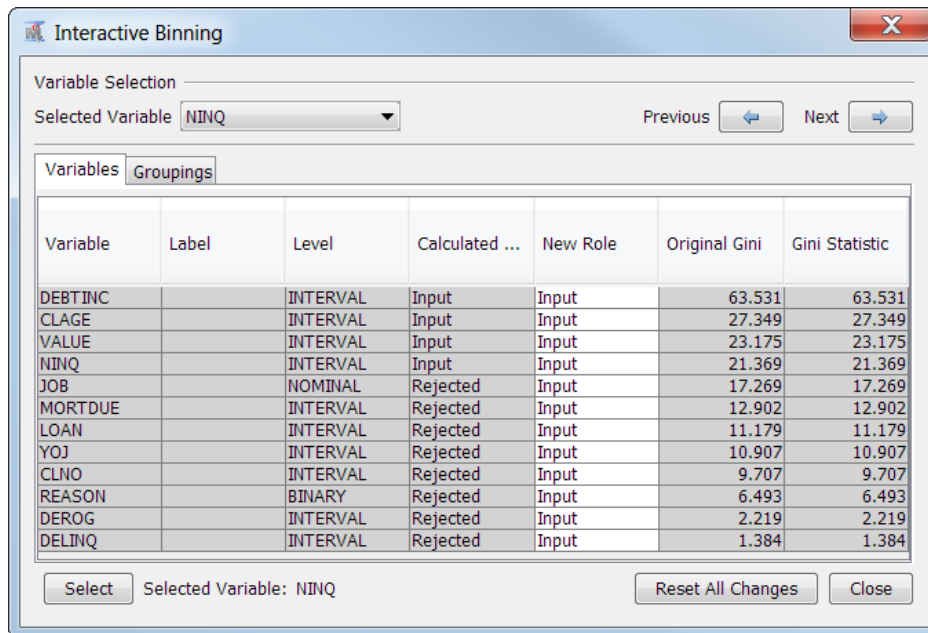 Interactive Binning
Variable Selection
Selected Variable NINQ Previous Next
Variables Groupings
Variable Label Level Calculated ... New Role Original Gini Gini Statistic
DEBTINC INTERVAL Input Input 63.531 63.531
CLAGE INTERVAL Input Input 27.349 27.349
VALUE INTERVAL Input Input 23.175 23.175
NINQ INTERVAL Input Input 21.369 21.369
JOB NOMINAL Rejected Input 17.269 17.269
MORTDUE INTERVAL Rejected Input 12.902 12.902
LOAN INTERVAL Rejected Input 11.179 11.179
YOJ INTERVAL Rejected Input 10.907 10.907
CLNO INTERVAL Rejected Input 9.707 9.707
REASON BINARY Rejected Input 6.493 6.493
DEROG INTERVAL Rejected Input 2.219 2.219
DELINQ INTERVAL Rejected Input 1.384 1.384
Select Selected Variable: NINQ Reset All Changes Close